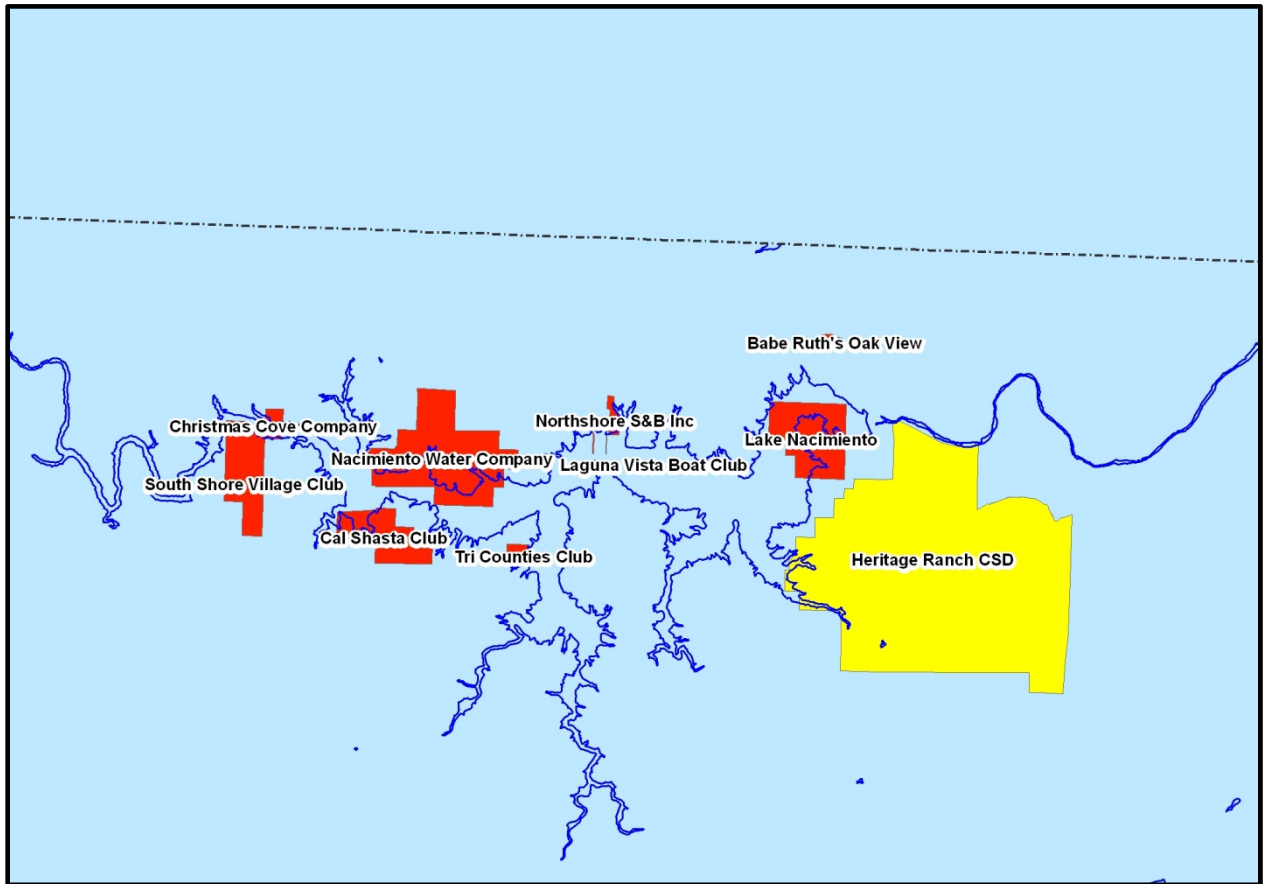 Babe Ruth's Oak View
Christmas Cove Company
Northshore S&B Inc
Lake Nacimiento
Nacimiento Water Company
Laguna Vista Boat Club
South Shore Village Club
Cal Shasta Club
Tri Counties Club
Heritage Ranch CSD